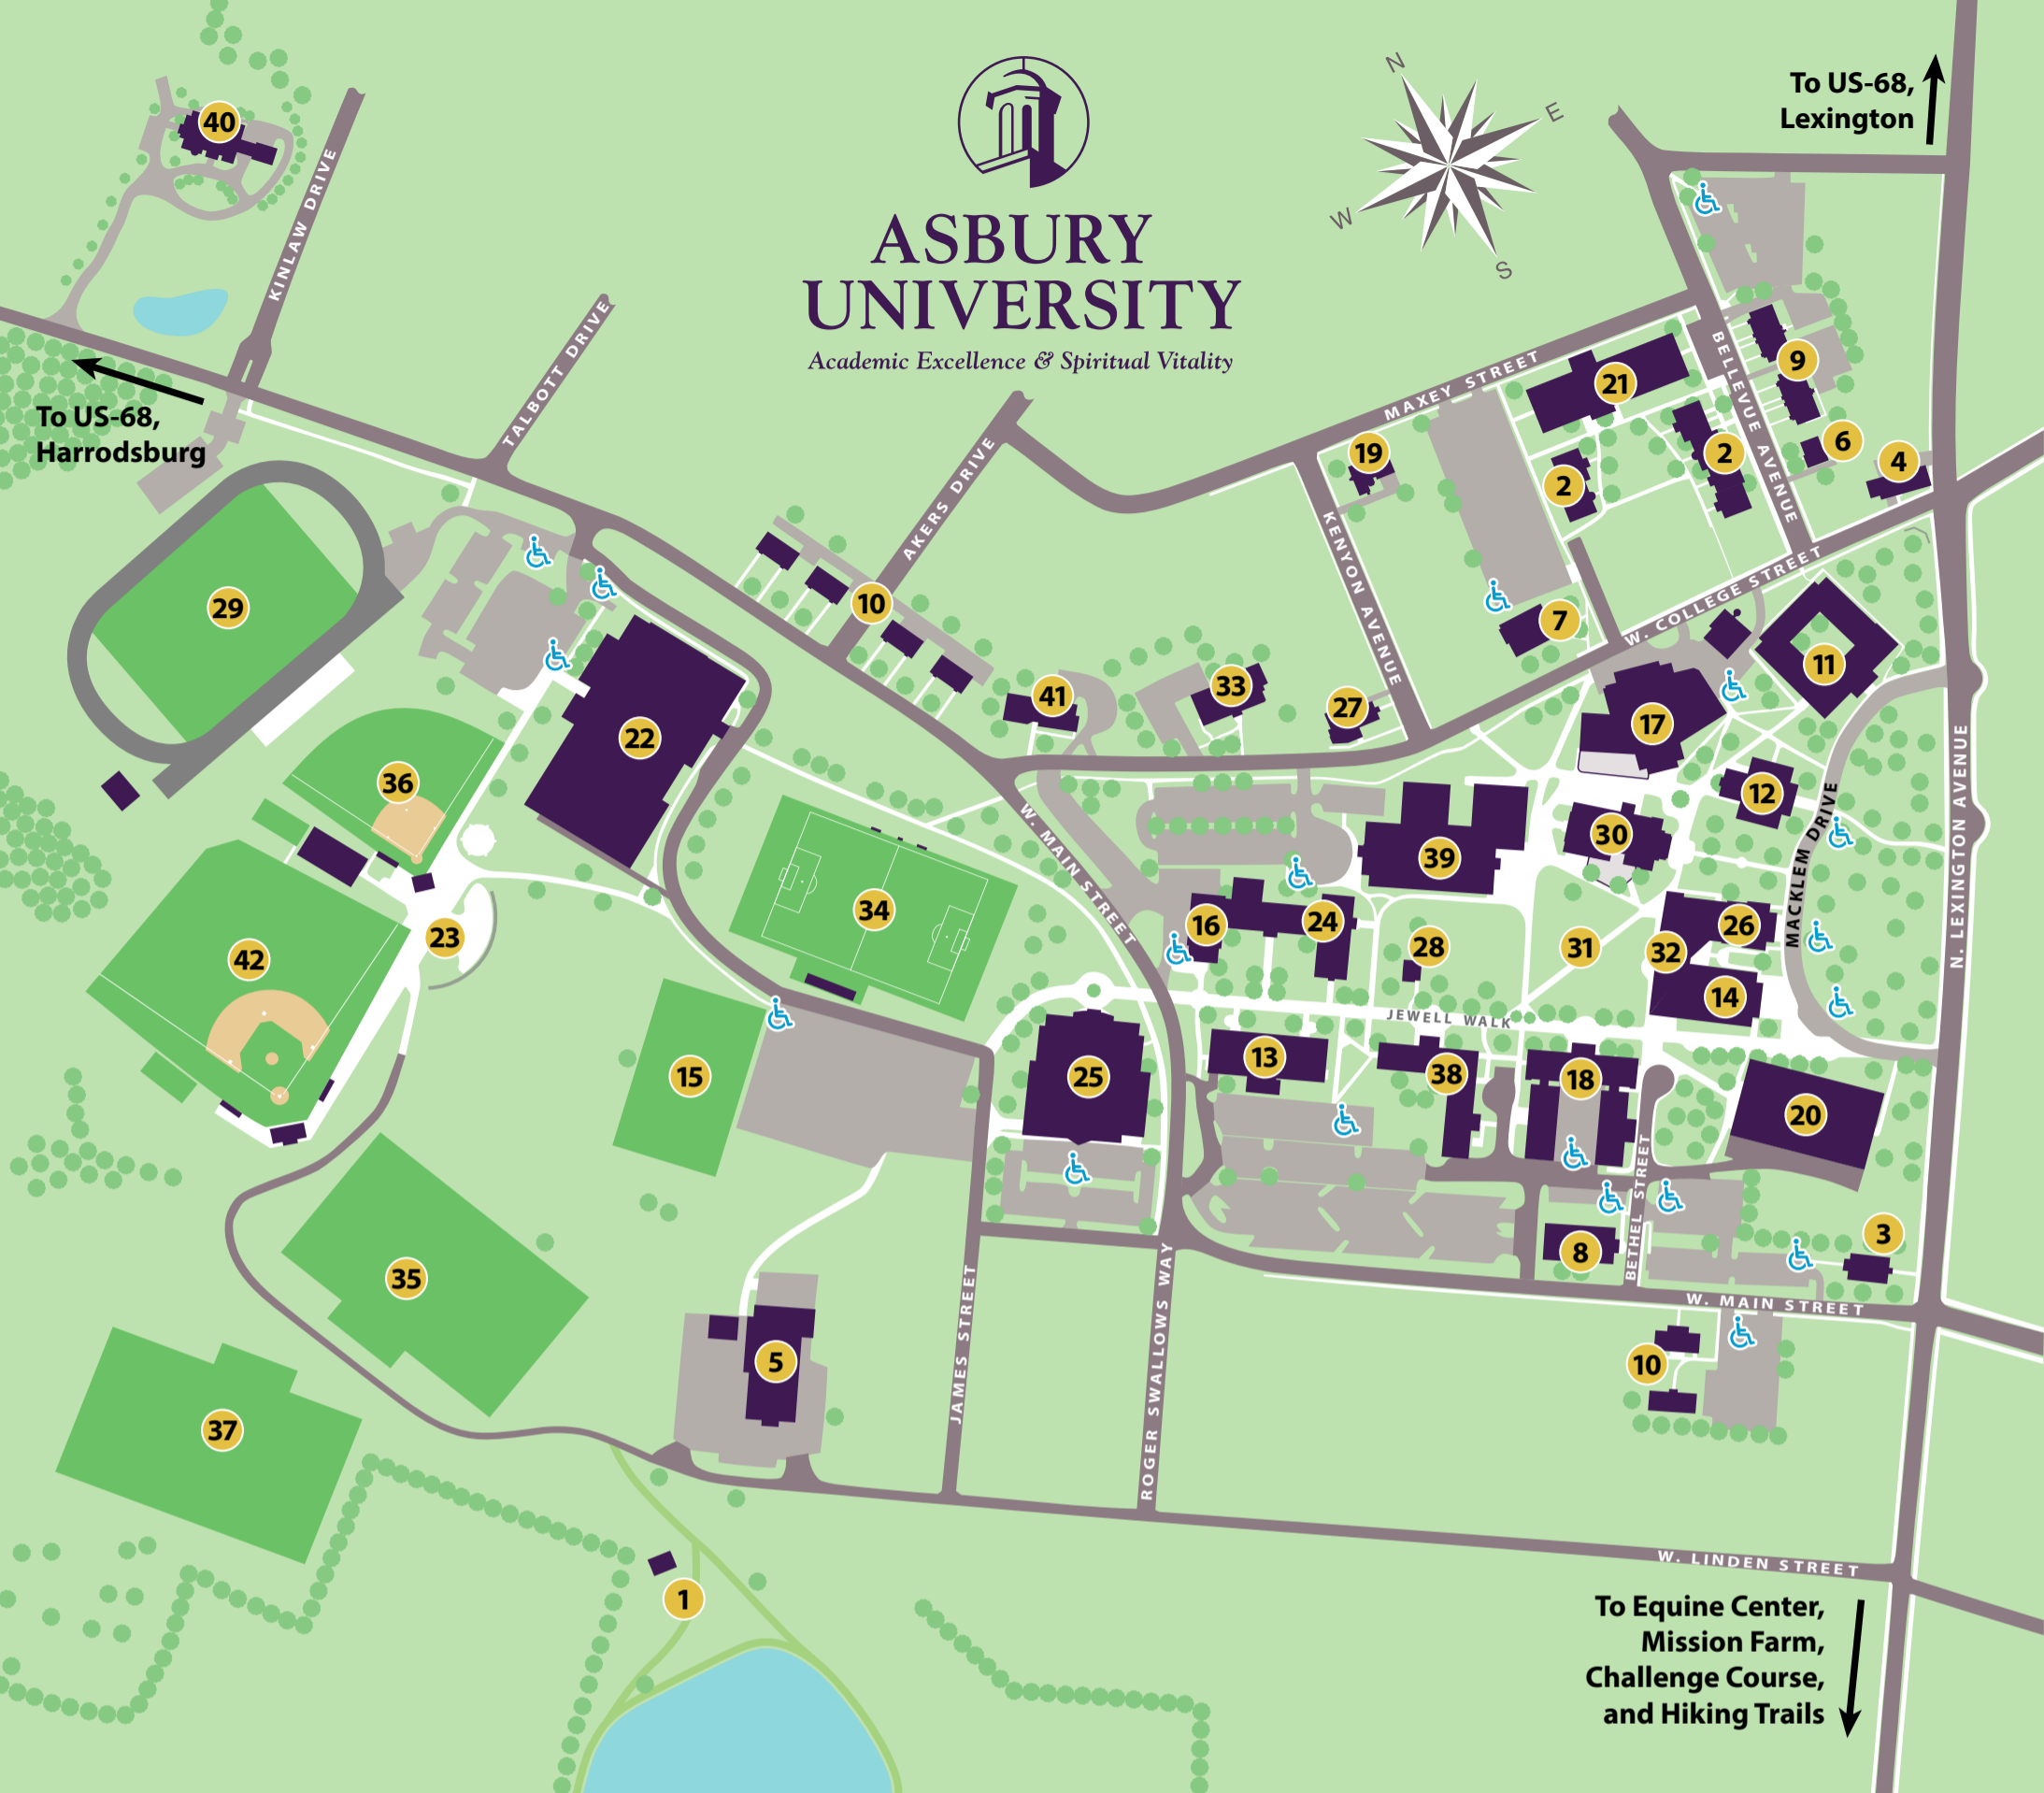 N
E
W
S
To US-68,
Lexington
ASBURY
UNIVERSITY
Academic Excellence & Spiritual Vitality
40
KINLAW DRIVE
To US-68,
Harrodsburg
TALBOTT DRIVE
AKERS DRIVE
MAXEY STREET
BELLEVUE AVENUE
KENYON AVENUE
W. COLLEGE STREET
21
9
19
2
2
6
4
29
10
7
41
33
27
11
22
17
36
12
30
39
MACKLEM DRIVE
N. LEXINGTON AVENUE
W. MAIN STREET
34
16
24
28
31
32
26
23
42
14
JEWELL WALK
15
25
13
38
18
20
BETHEL STREET
35
8
3
W. MAIN STREET
5
JAMES STREET
ROGER SWALLOWS WAY
10
37
1
W. LINDEN STREET
To Equine Center,
Mission Farm,
Challenge Course,
and Hiking Trails